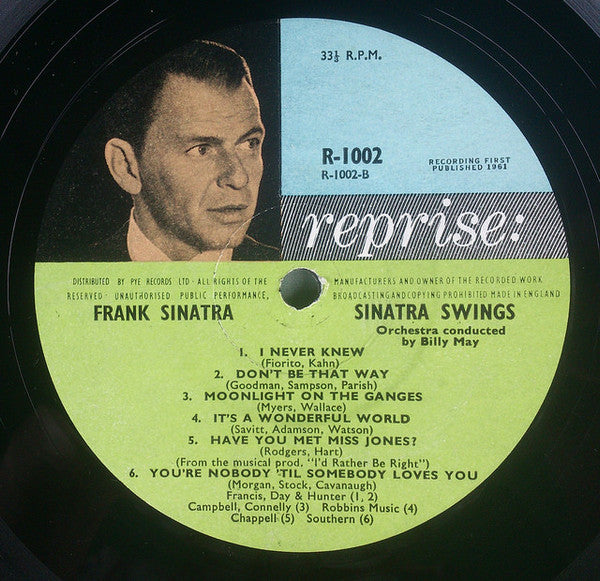 33⅓ R.P.M.
R-1002
R-1002-B
RECORDING FIRST
PUBLISHED 1961
reprise:
DISTRIBUTED BY PYE RECORDS LTD · ALL RIGHTS OF THE MANUFACTURERS AND OWNER OF THE RECORDED WORK
RESERVED · UNAUTHORISED PUBLIC PERFORMANCE, BROADCASTING AND COPYING PROHIBITED MADE IN ENGLAND
FRANK SINATRA
SINATRA SWINGS
Orchestra conducted
by Billy May
1. I NEVER KNEW
(Fiorito, Kahn)
2. DON'T BE THAT WAY
(Goodman, Sampson, Parish)
3. MOONLIGHT ON THE GANGES
(Myers, Wallace)
4. IT'S A WONDERFUL WORLD
(Savitt, Adamson, Watson)
5. HAVE YOU MET MISS JONES?
(Rodgers, Hart)
(From the musical prod. "I'd Rather Be Right")
6. YOU'RE NOBODY 'TIL SOMEBODY LOVES YOU
(Morgan, Stock, Cavanaugh)
Francis, Day & Hunter (1, 2)
Campbell, Connelly (3) Robbins Music (4)
Chappell (5) Southern (6)